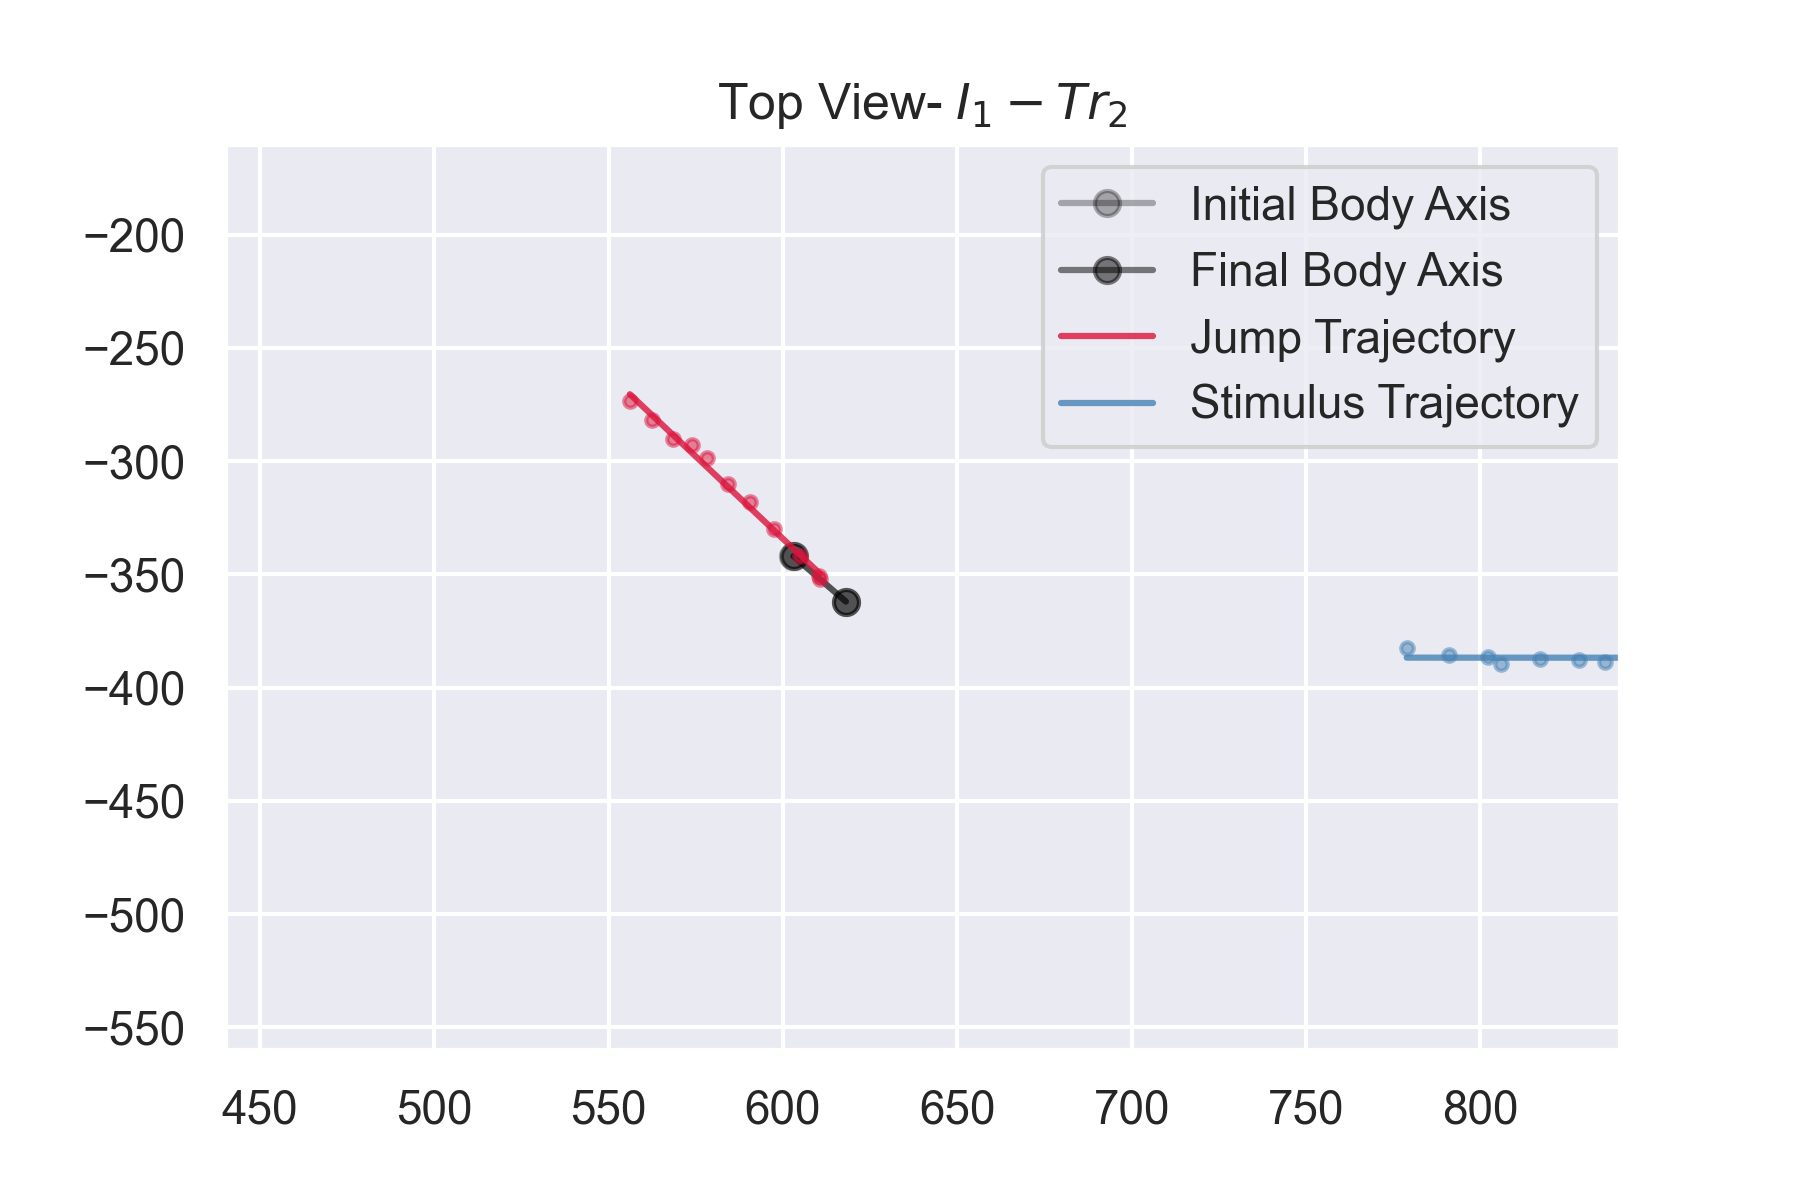 Top View- I₁ − Tr₂
Initial Body Axis
Final Body Axis
Jump Trajectory
Stimulus Trajectory
−200
−250
−300
−350
−400
−450
−500
−550
450 500 550 600 650 700 750 800